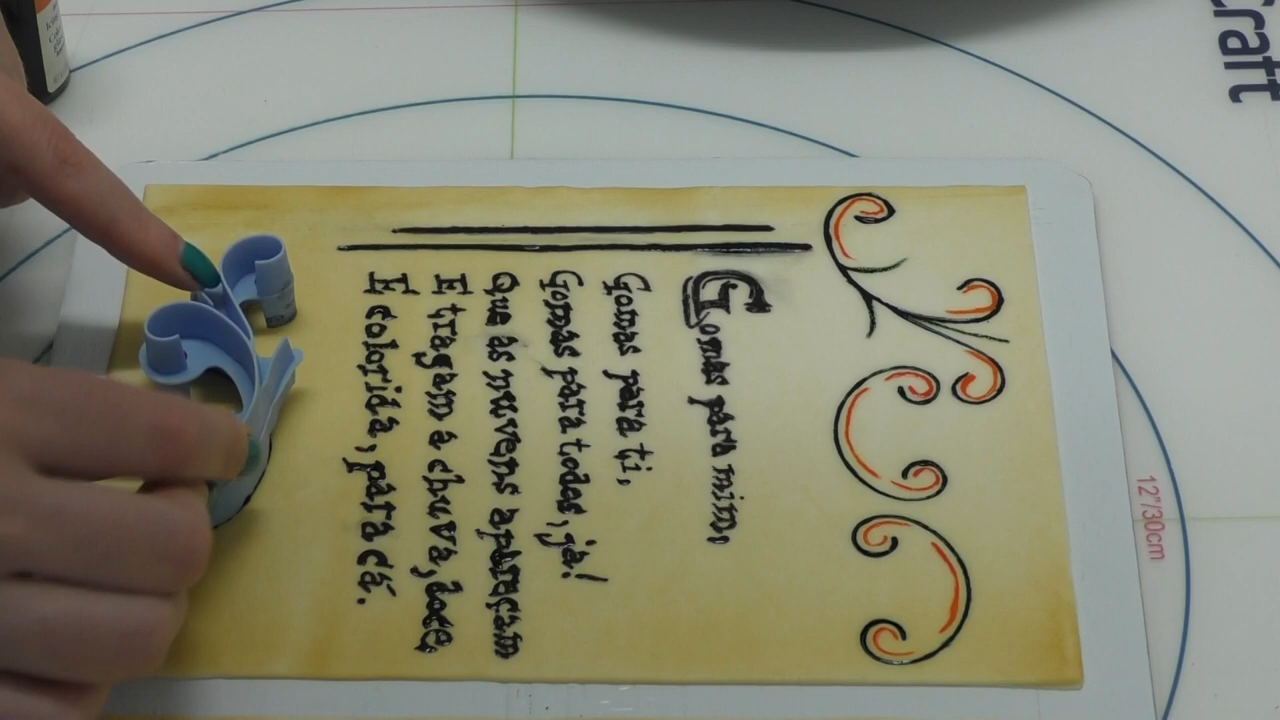 Gomas para mim,
Gomas para ti,
Gomas para todos, já!
Que as nuvens apareçam
E tragam a chuva, doce,
E colorida, para cá.
Craft
12"/30cm